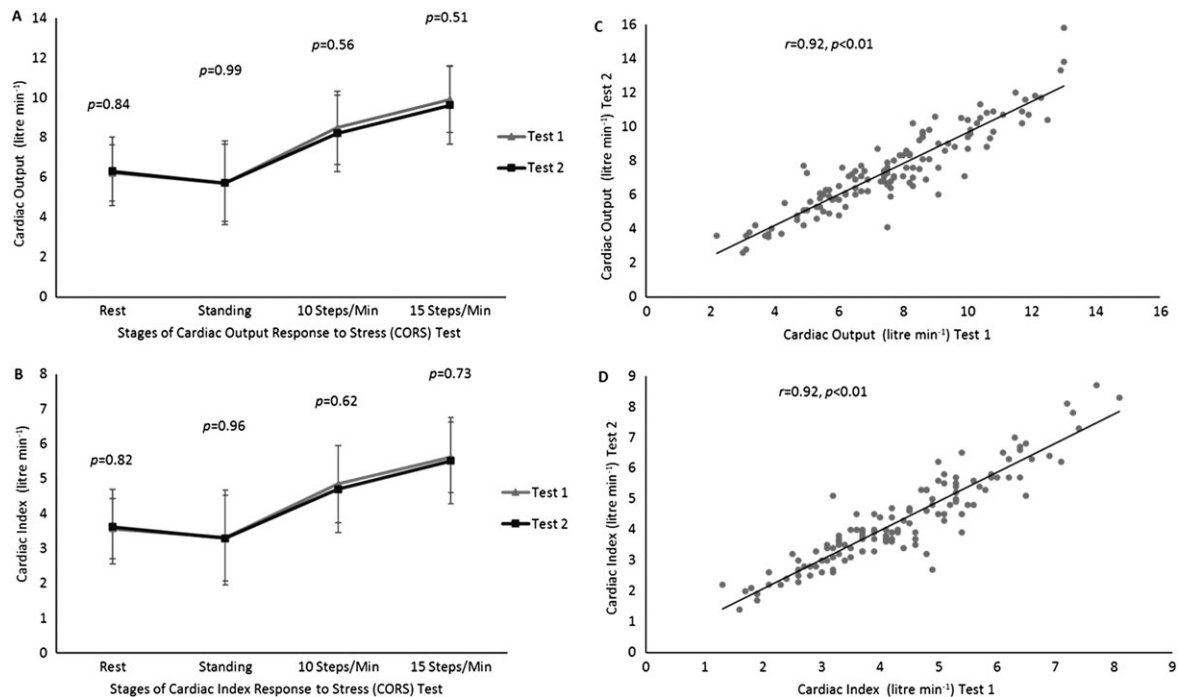 A
Cardiac Output (litre min⁻¹)
14
12
10
8
6
4
2
0
p=0.84
p=0.99
p=0.56
p=0.51
Test 1
Test 2
Rest
Standing
10 Steps/Min
15 Steps/Min
Stages of Cardiac Output Response to Stress (CORS) Test
C
r=0.92, p<0.01
Cardiac Output (litre min⁻¹) Test 2
16
14
12
10
8
6
4
2
0
0
2
4
6
8
10
12
14
16
Cardiac Output (litre min⁻¹) Test 1
B
Cardiac Index (litre min⁻¹)
8
7
6
5
4
3
2
1
0
p=0.82
p=0.96
p=0.62
p=0.73
Test 1
Test 2
Rest
Standing
10 Steps/Min
15 Steps/Min
Stages of Cardiac Index Response to Stress (CORS) Test
D
r=0.92, p<0.01
Cardiac Index (litre min⁻¹) Test 2
9
8
7
6
5
4
3
2
1
0
0
1
2
3
4
5
6
7
8
9
Cardiac Index (litre min⁻¹) Test 1